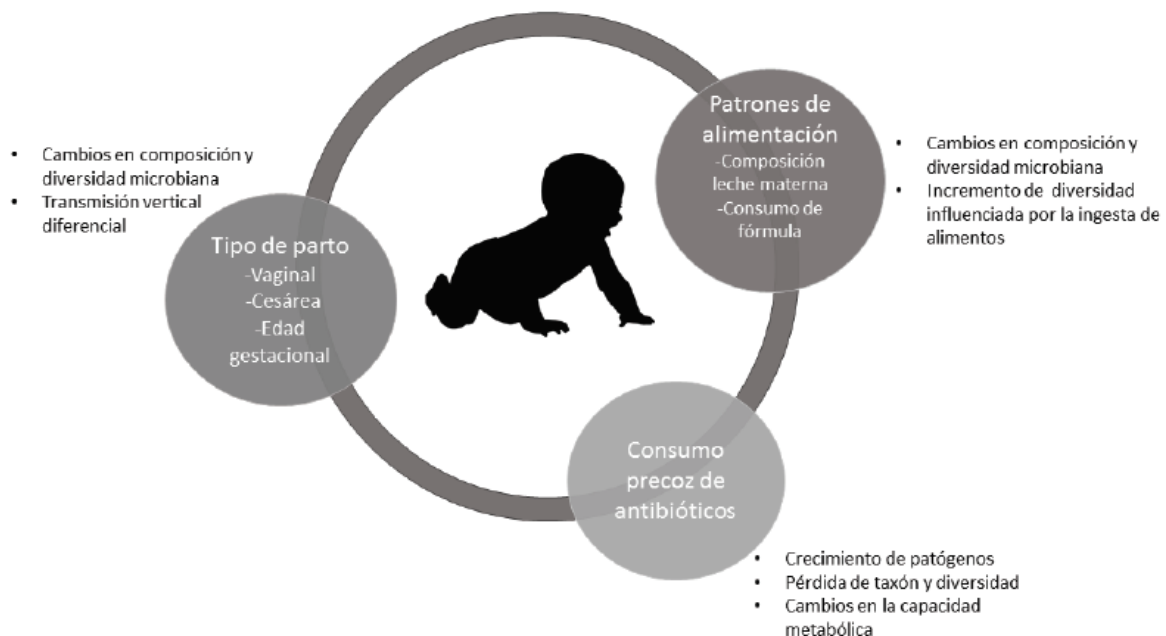 • Cambios en composición y
diversidad microbiana
• Transmisión vertical
diferencial
Tipo de parto
-Vaginal
-Cesárea
-Edad
gestacional
Patrones de
alimentación
-Composición
leche materna
-Consumo de
fórmula
• Cambios en composición y
diversidad microbiana
• Incremento de diversidad
influenciada por la ingesta de
alimentos
Consumo
precoz de
antibióticos
• Crecimiento de patógenos
• Pérdida de taxón y diversidad
• Cambios en la capacidad
metabólica